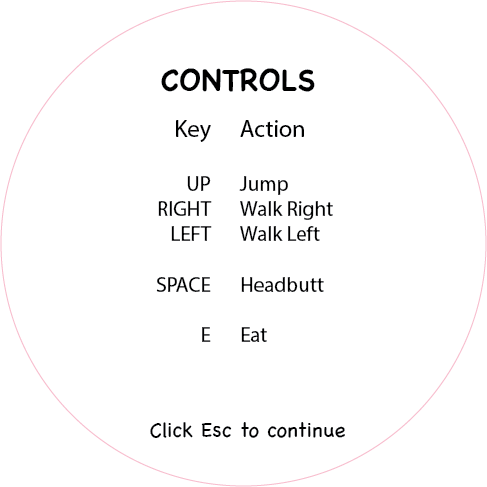 CONTROLS
Key Action
UP Jump
RIGHT Walk Right
LEFT Walk Left
SPACE Headbutt
E Eat
Click Esc to continue